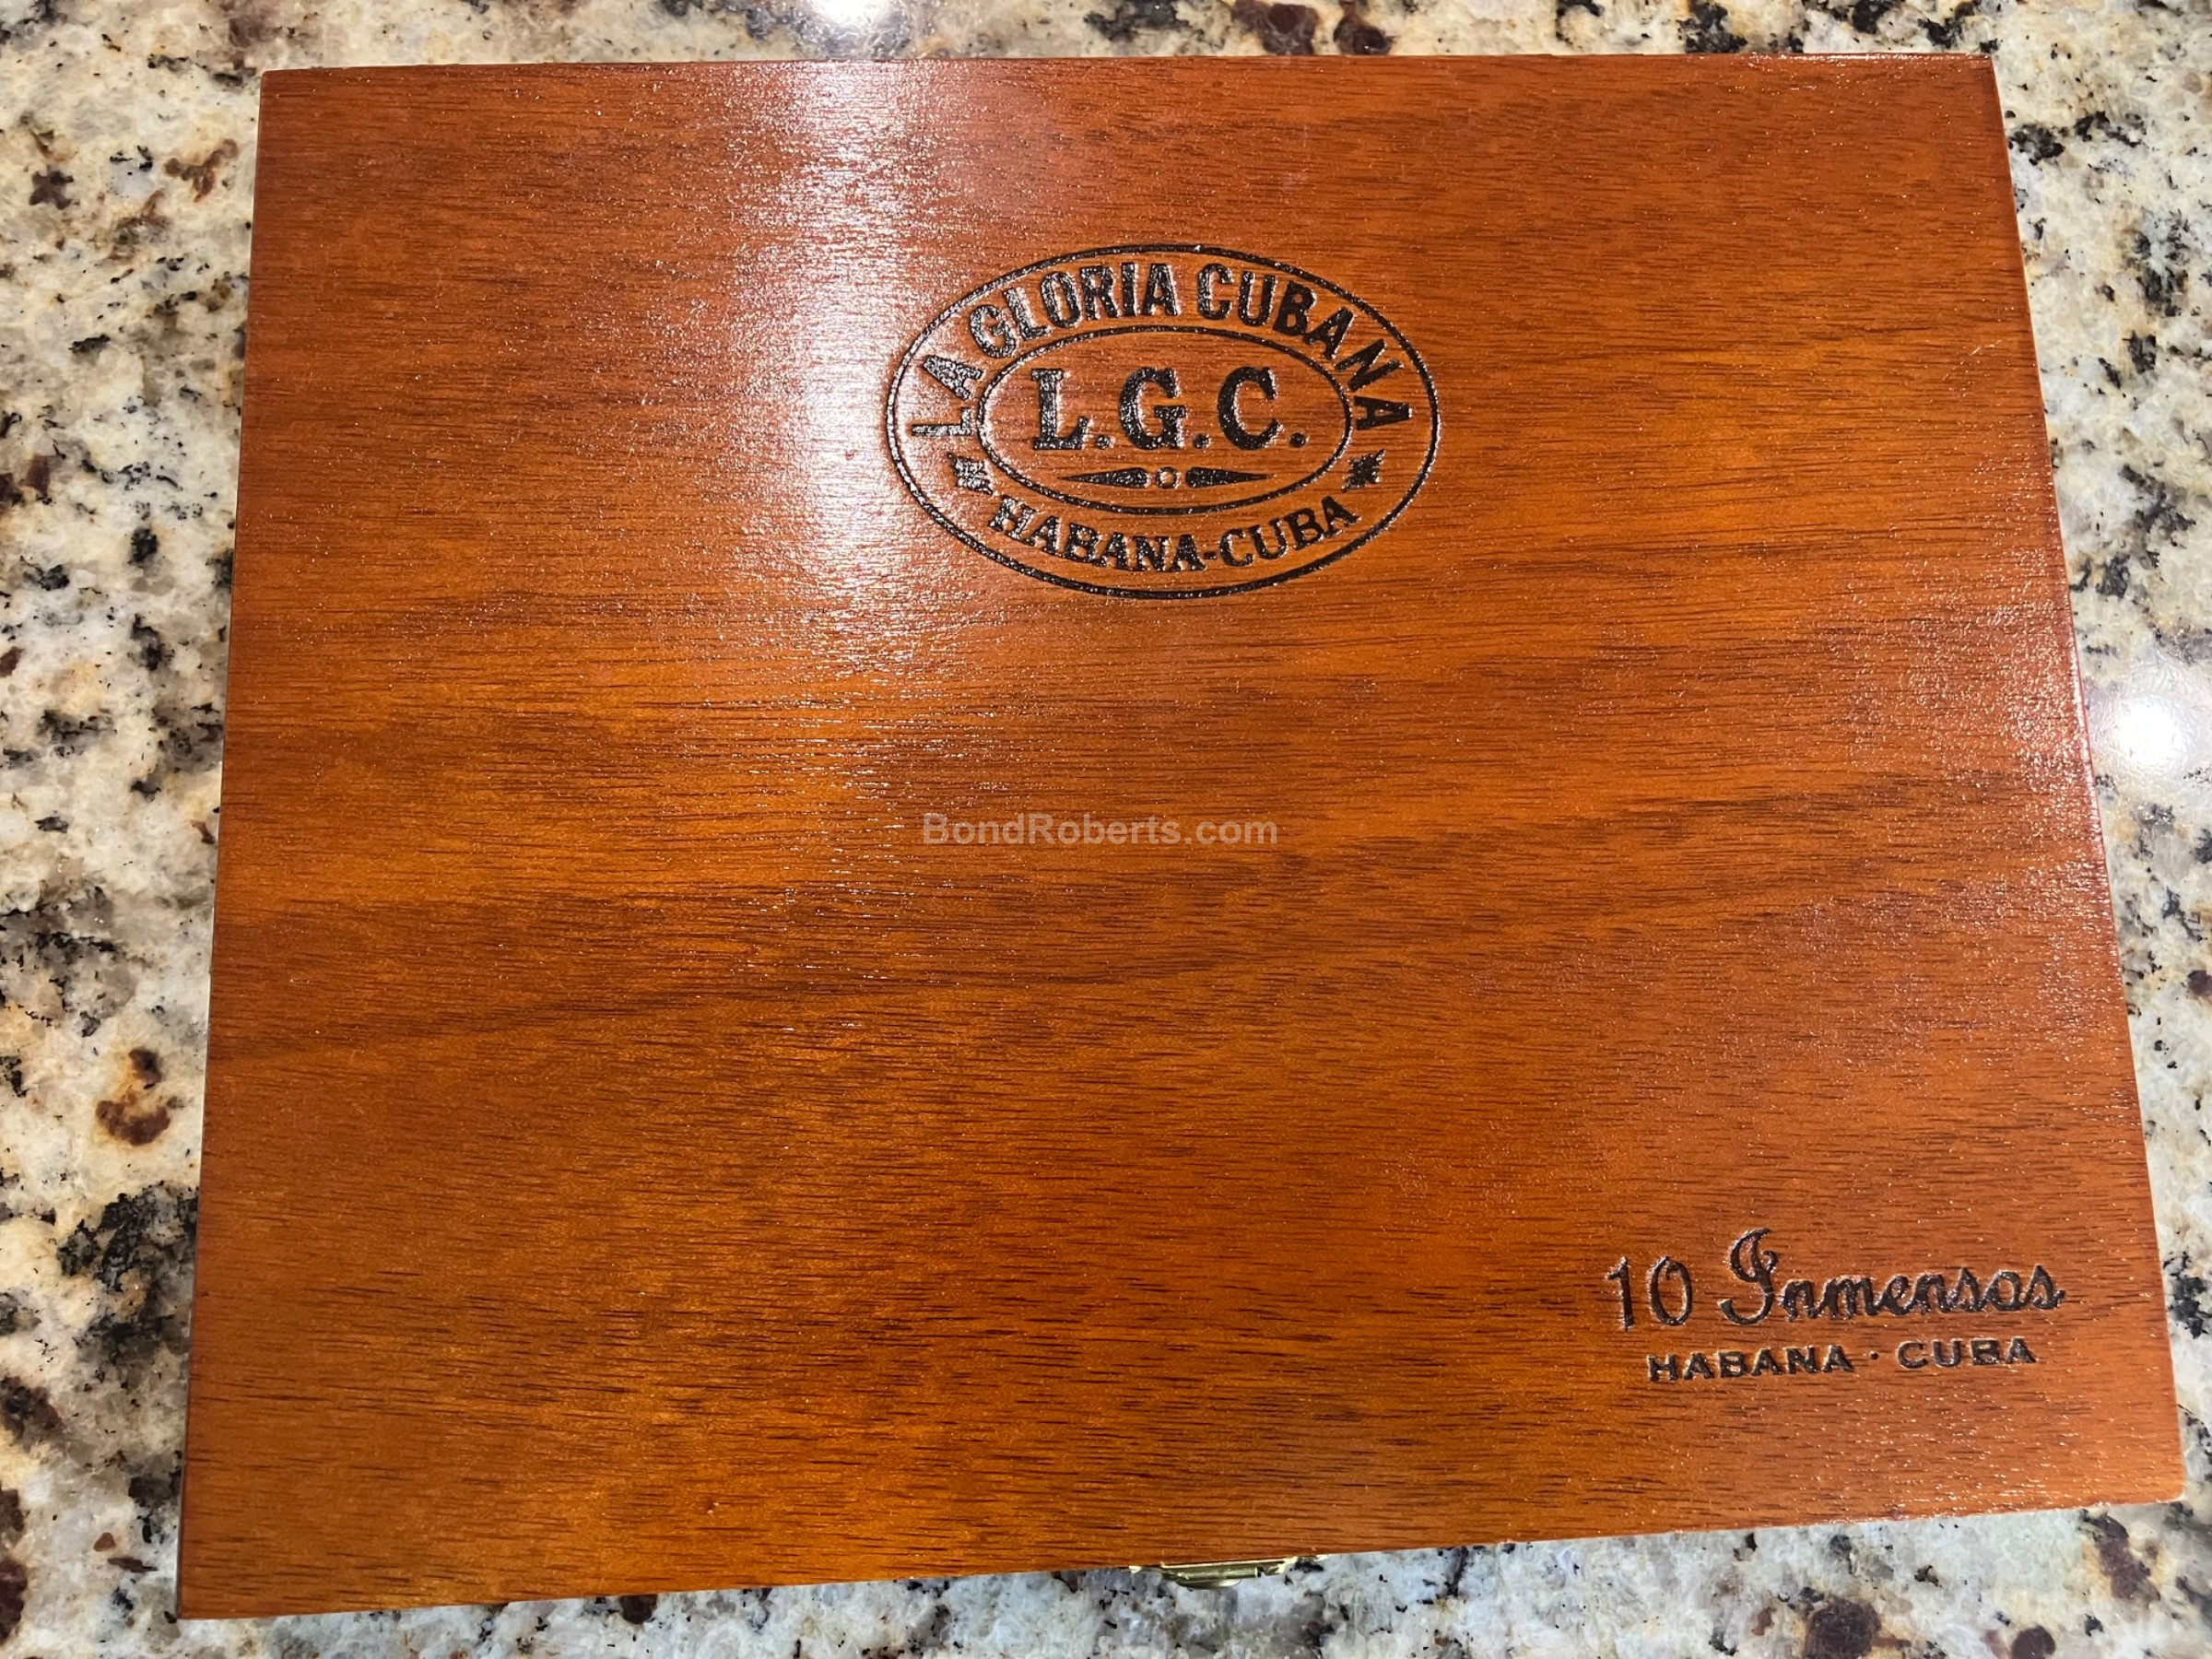 LA GLORIA CUBANA
L.G.C.
HABANA-CUBA
BondRoberts.com
10 Inmensos
HABANA · CUBA